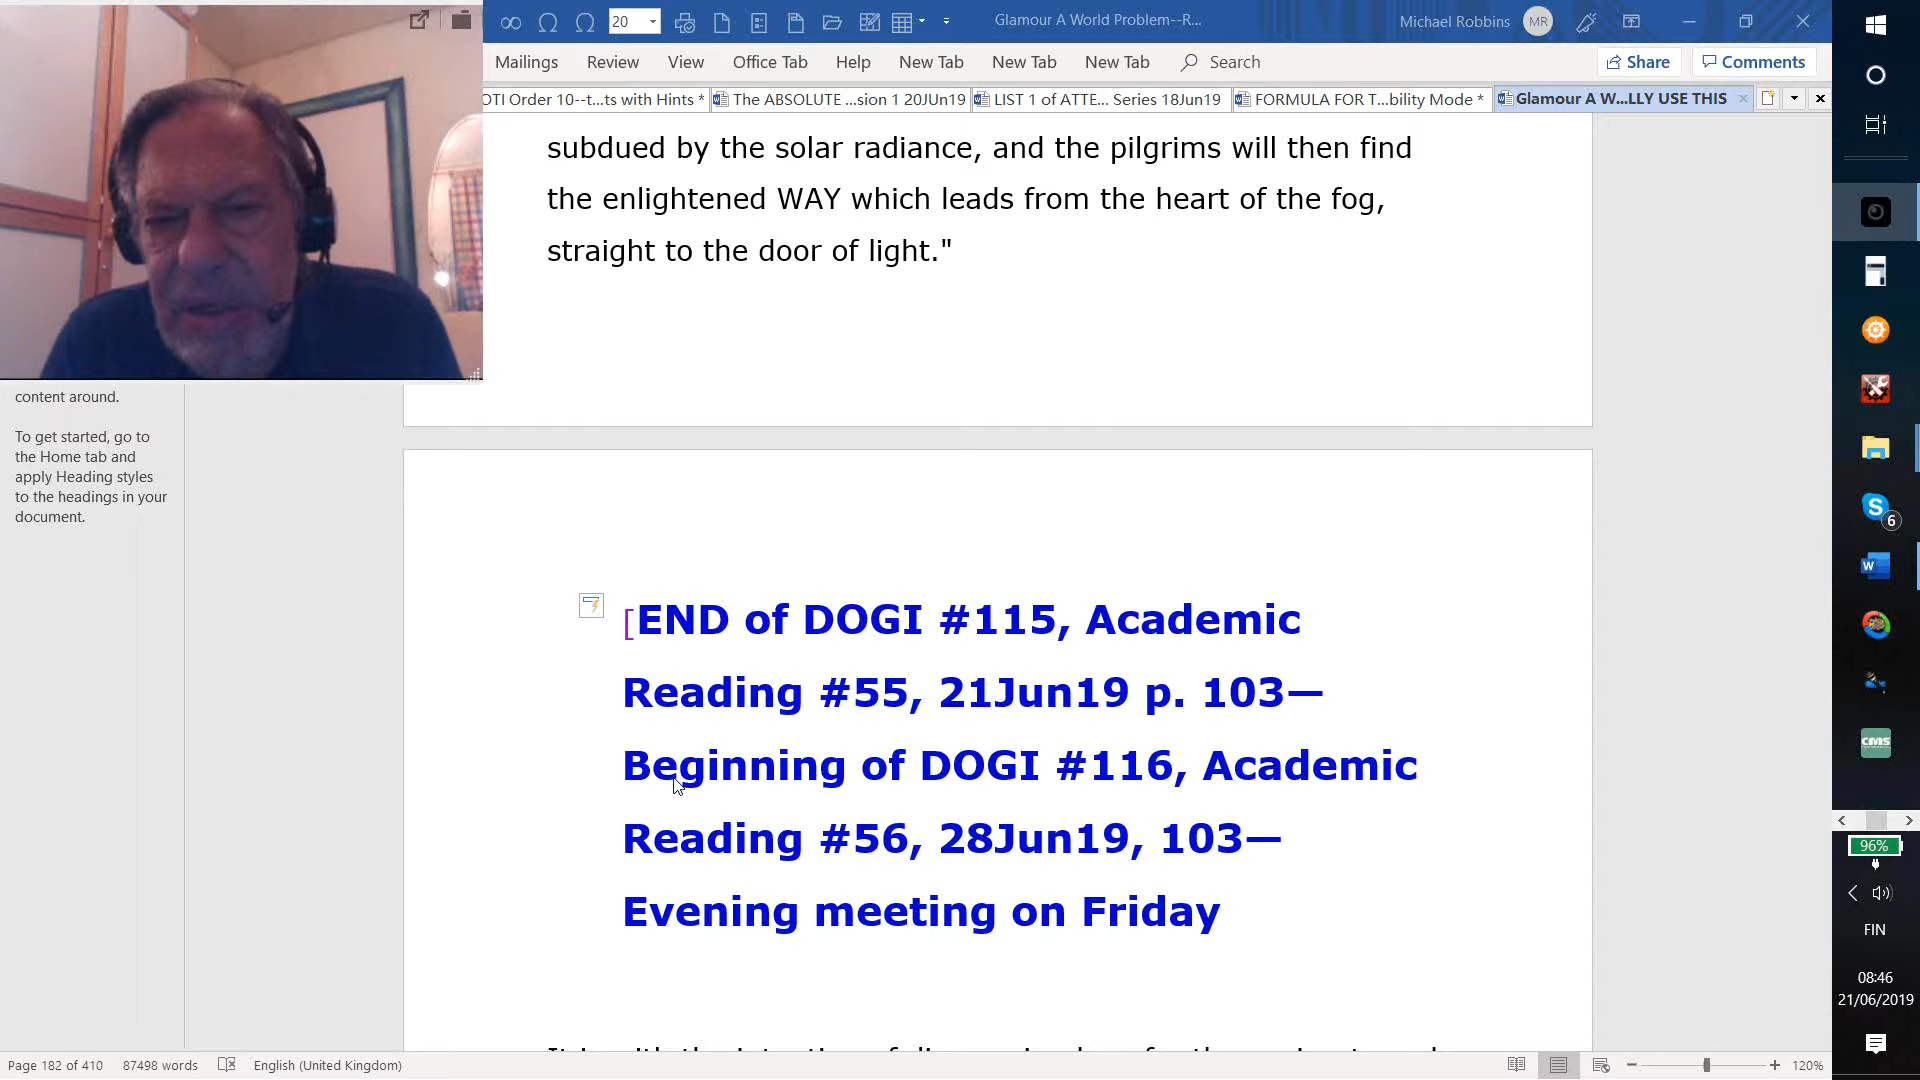 20
Glamour A World Problem--R...
Michael Robbins
MR
Mailings
Review
View
Office Tab
Help
New Tab
New Tab
New Tab
Search
Share
Comments
OTI Order 10--t...ts with Hints *
The ABSOLUTE ...sion 1 20JUn19
LIST 1 of ATTE... Series 18Jun19
FORMULA FOR T...bility Mode *
Glamour A W...LLY USE THIS
subdued by the solar radiance, and the pilgrims will then find
the enlightened WAY which leads from the heart of the fog,
straight to the door of light."
content around.
To get started, go to
the Home tab and
apply Heading styles
to the headings in your
document.
[END of DOGI #115, Academic
Reading #55, 21Jun19 p. 103—
Beginning of DOGI #116, Academic
Reading #56, 28Jun19, 103—
Evening meeting on Friday
6
CMS
96%
FIN
08:46
21/06/2019
Page 182 of 410
87498 words
English (United Kingdom)
120%